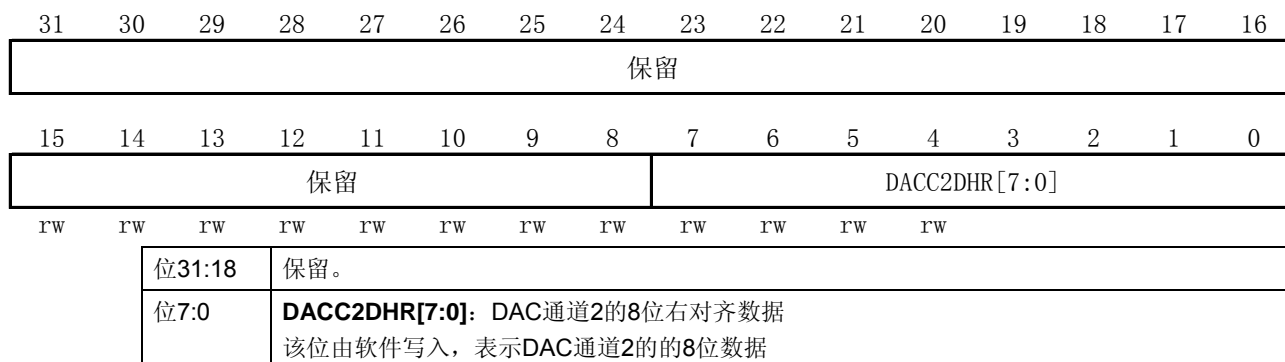 31 30 29 28 27 26 25 24 23 22 21 20 19 18 17 16
保留
15 14 13 12 11 10 9 8 7 6 5 4 3 2 1 0
保留 DACC2DHR[7:0]
rw rw rw rw rw rw rw rw rw rw rw rw
位31:18 保留。
位7:0 DACC2DHR[7:0]：DAC通道2的8位右对齐数据
该位由软件写入，表示DAC通道2的的8位数据